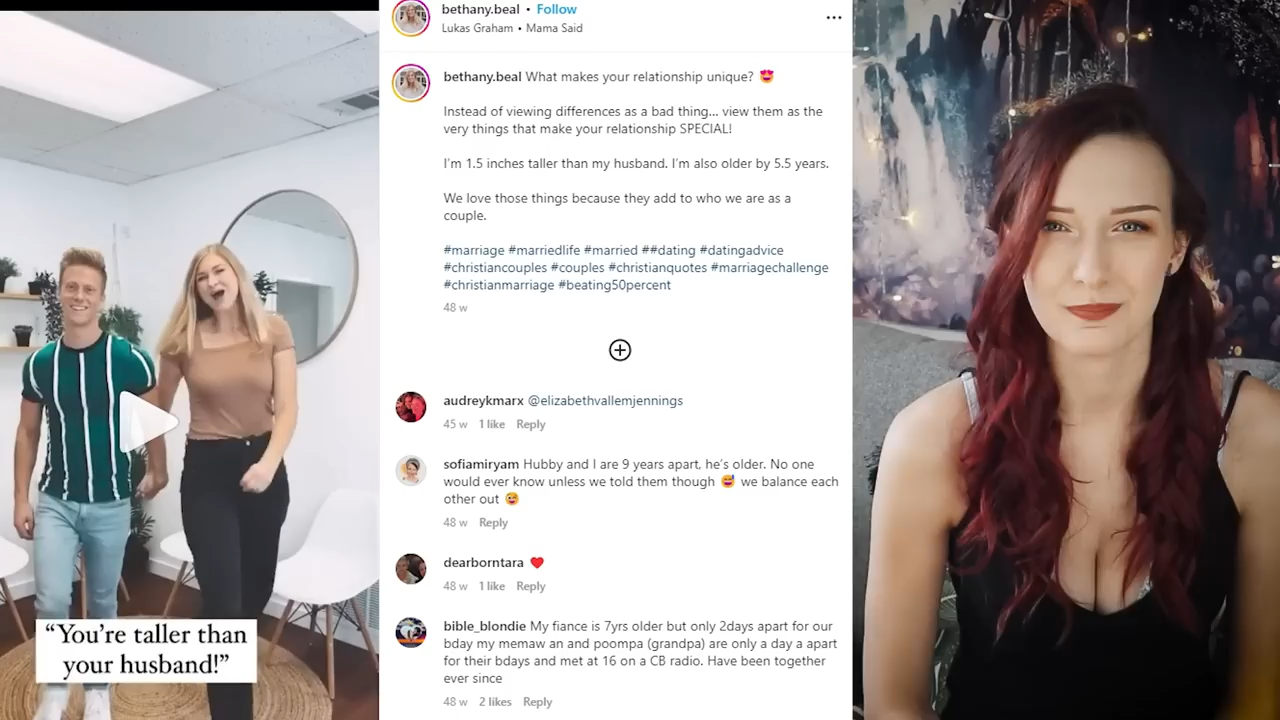 "You're taller than
your husband!"
bethany.beal • Follow
Lukas Graham • Mama Said
bethany.beal What makes your relationship unique? 😍
Instead of viewing differences as a bad thing... view them as the
very things that make your relationship SPECIAL!
I'm 1.5 inches taller than my husband. I'm also older by 5.5 years.
We love those things because they add to who we are as a
couple.
#marriage #marriedlife #married ##dating #datingadvice
#christiancouples #couples #christianquotes #marriagechallenge
#christianmarriage #beating50percent
48 w
audreykmarx @elizabethvallemjennings
45 w 1 like Reply
sofiamiryam Hubby and I are 9 years apart, he's older. No one
would ever know unless we told them though 😅 we balance each
other out 😜
48 w Reply
dearborntara ❤️
48 w 1 like Reply
bible_blondie My fiance is 7yrs older but only 2days apart for our
bday my memaw an and poompa (grandpa) are only a day a apart
for their bdays and met at 16 on a CB radio. Have been together
ever since
48 w 2 likes Reply